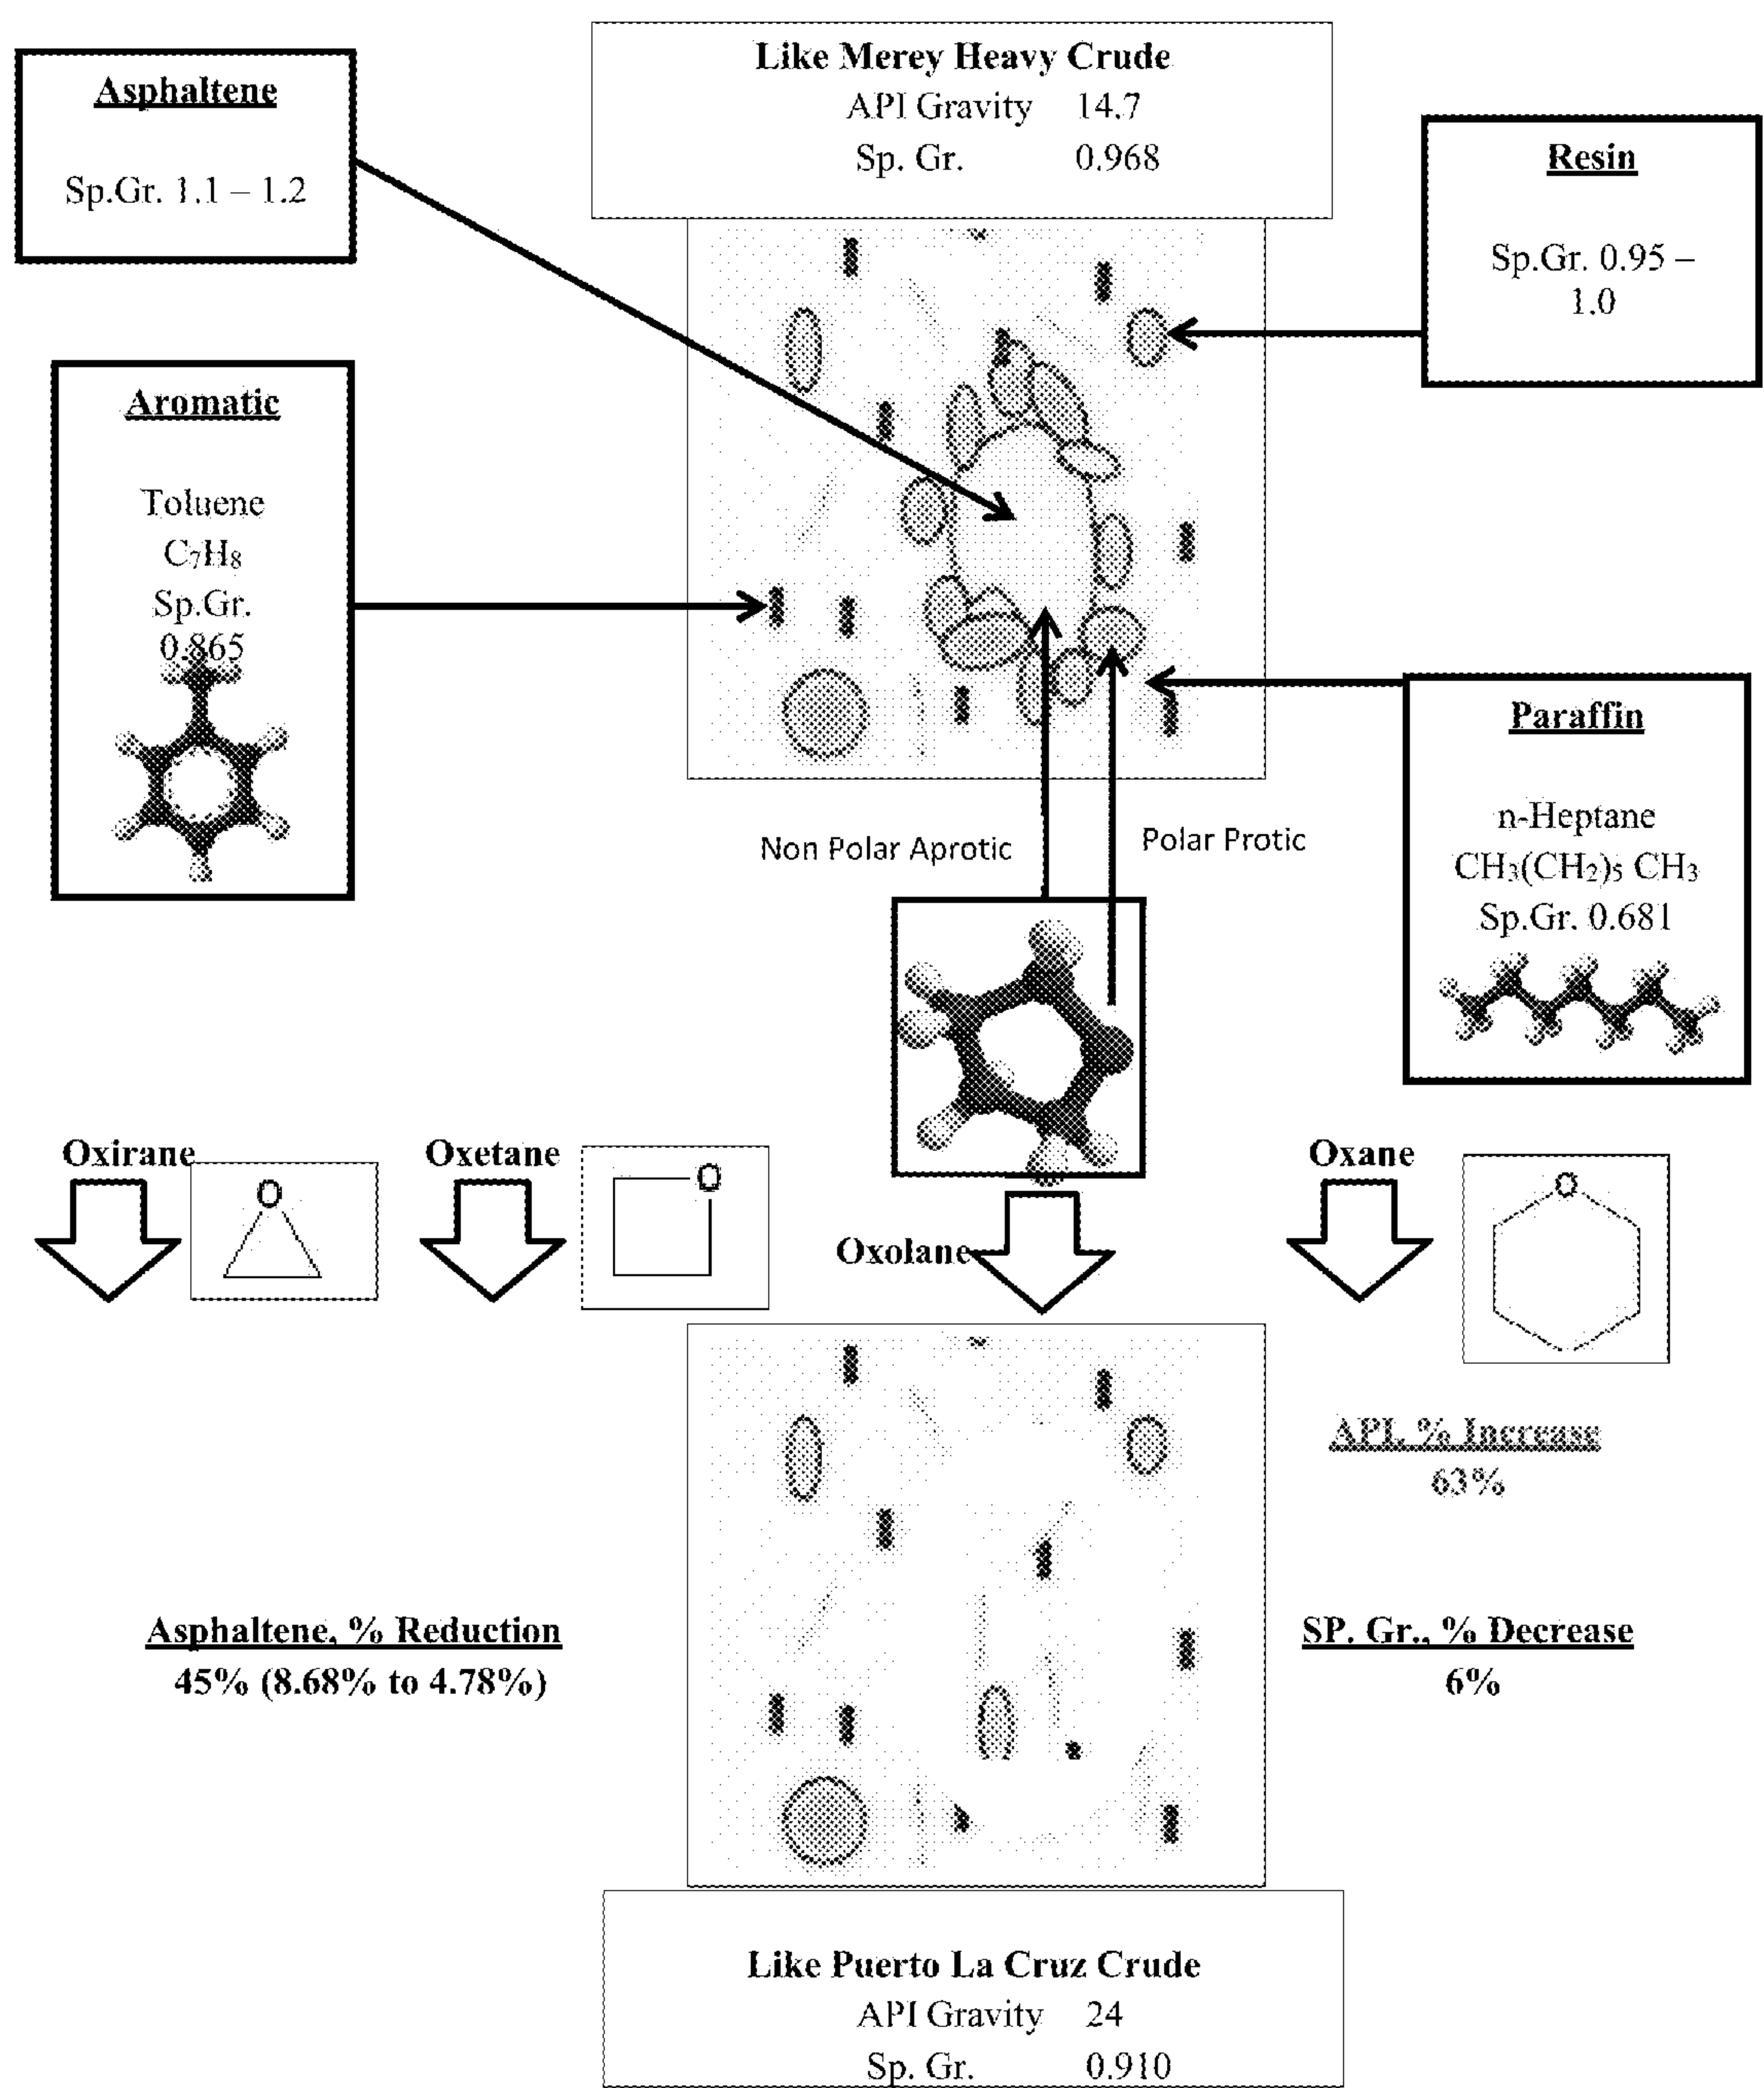 Like Merey Heavy Crude
API Gravity 14.7
Sp. Gr. 0.968
Asphaltene
Sp.Gr. 1.1 – 1.2
Resin
Sp.Gr. 0.95 –
1.0
Aromatic
Toluene
C₇H₈
Sp.Gr.
0.865
Paraffin
n-Heptane
CH₃(CH₂)₅ CH₃
Sp.Gr. 0.681
Non Polar Aprotic
Polar Protic
Oxirane
O
Oxetane
O
Oxolane
Oxane
O
API, % Increase
63%
Asphaltene, % Reduction
45% (8.68% to 4.78%)
SP. Gr., % Decrease
6%
Like Puerto La Cruz Crude
API Gravity 24
Sp. Gr. 0.910